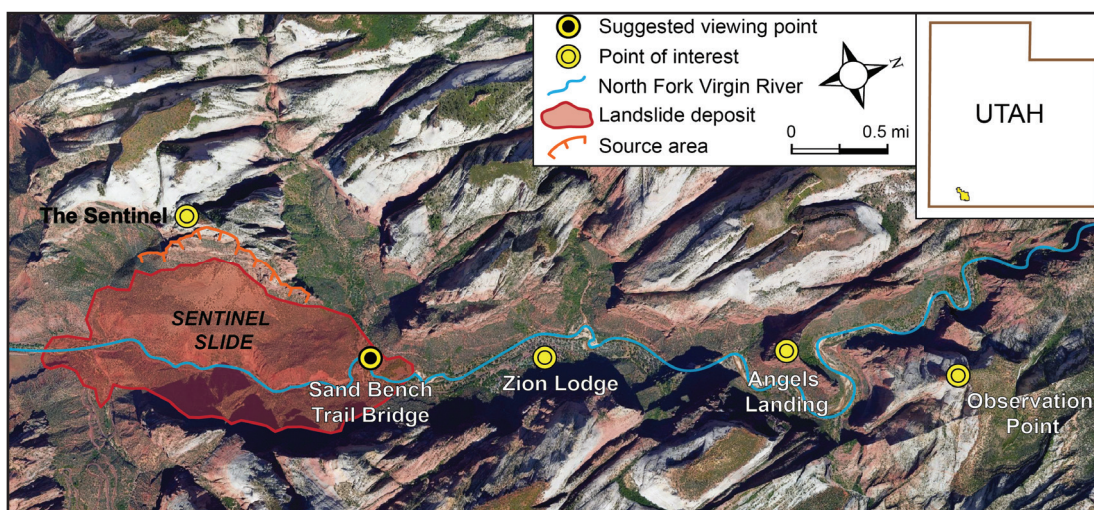 Suggested viewing point
Point of interest
North Fork Virgin River
Landslide deposit
Source area
N
0 0.5 mi
UTAH
The Sentinel
SENTINEL
SLIDE
Sand Bench
Trail Bridge
Zion Lodge
Angels
Landing
Observation
Point